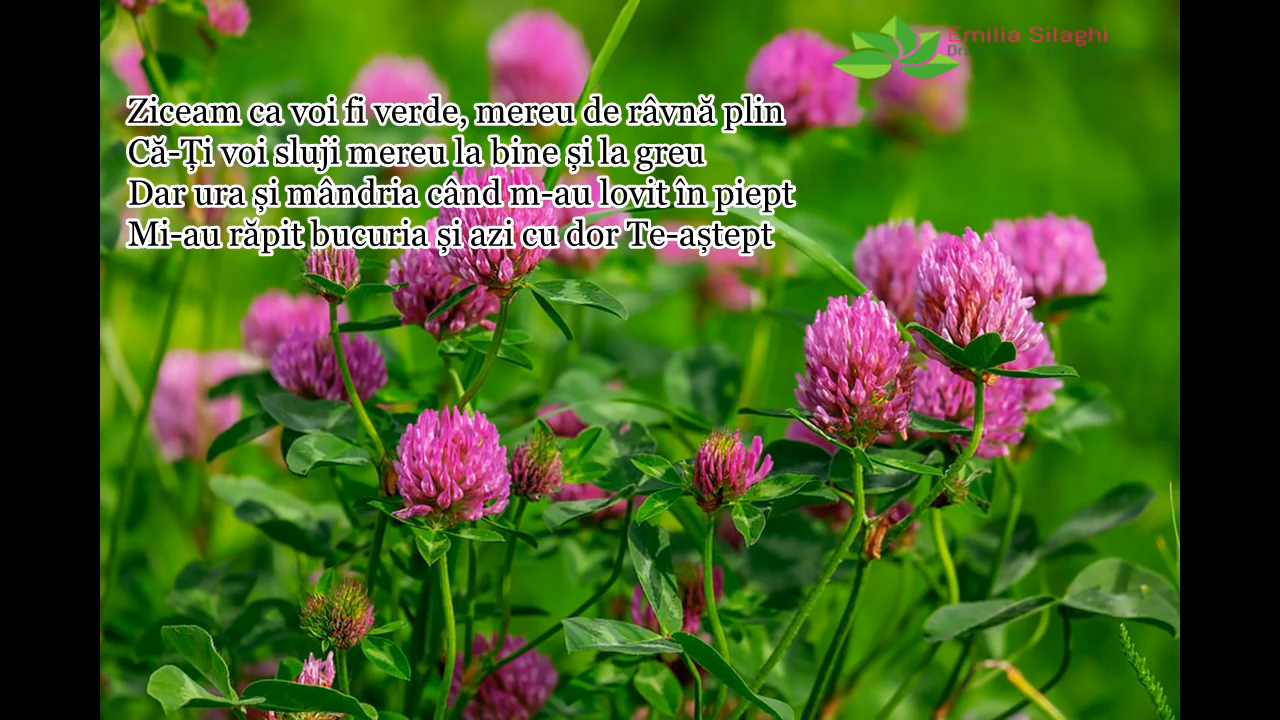 Emilia Silaghi
Ziceam ca voi fi verde, mereu de râvnă plin
Că-Ți voi sluji mereu la bine și la greu
Dar ura și mândria când m-au lovit în piept
Mi-au răpit bucuria și azi cu dor Te-aștept